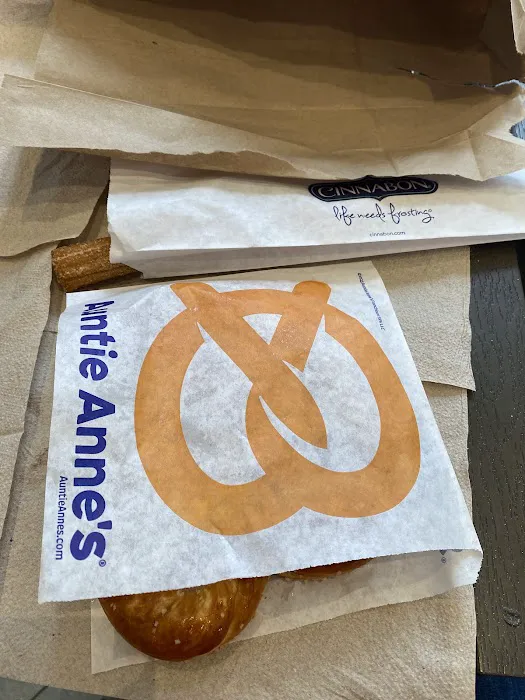 CINNABON
life needs frosting®
cinnabon.com
Auntie Anne's®
AuntieAnnes.com